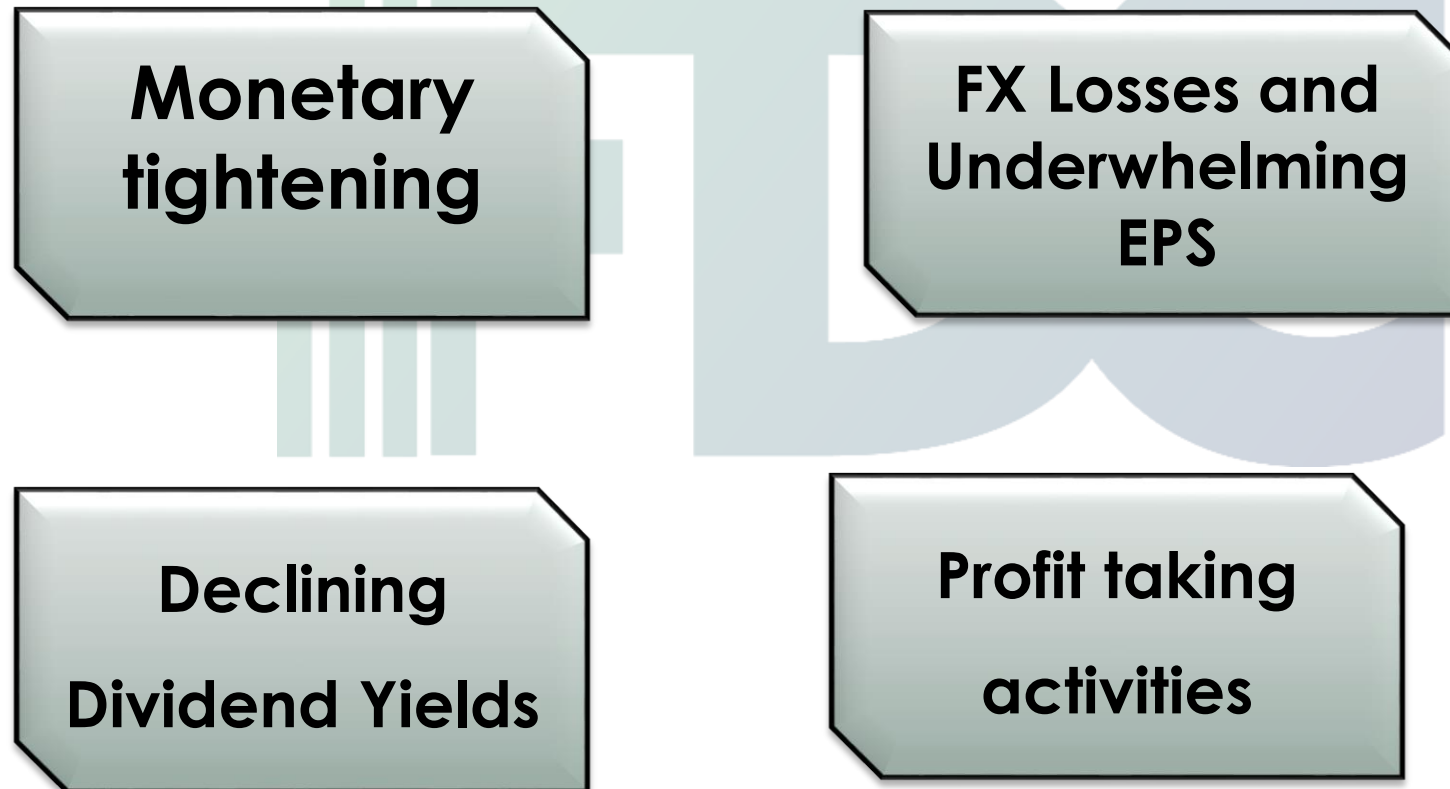 Monetary
tightening
FX Losses and
Underwhelming
EPS
Declining
Dividend Yields
Profit taking
activities